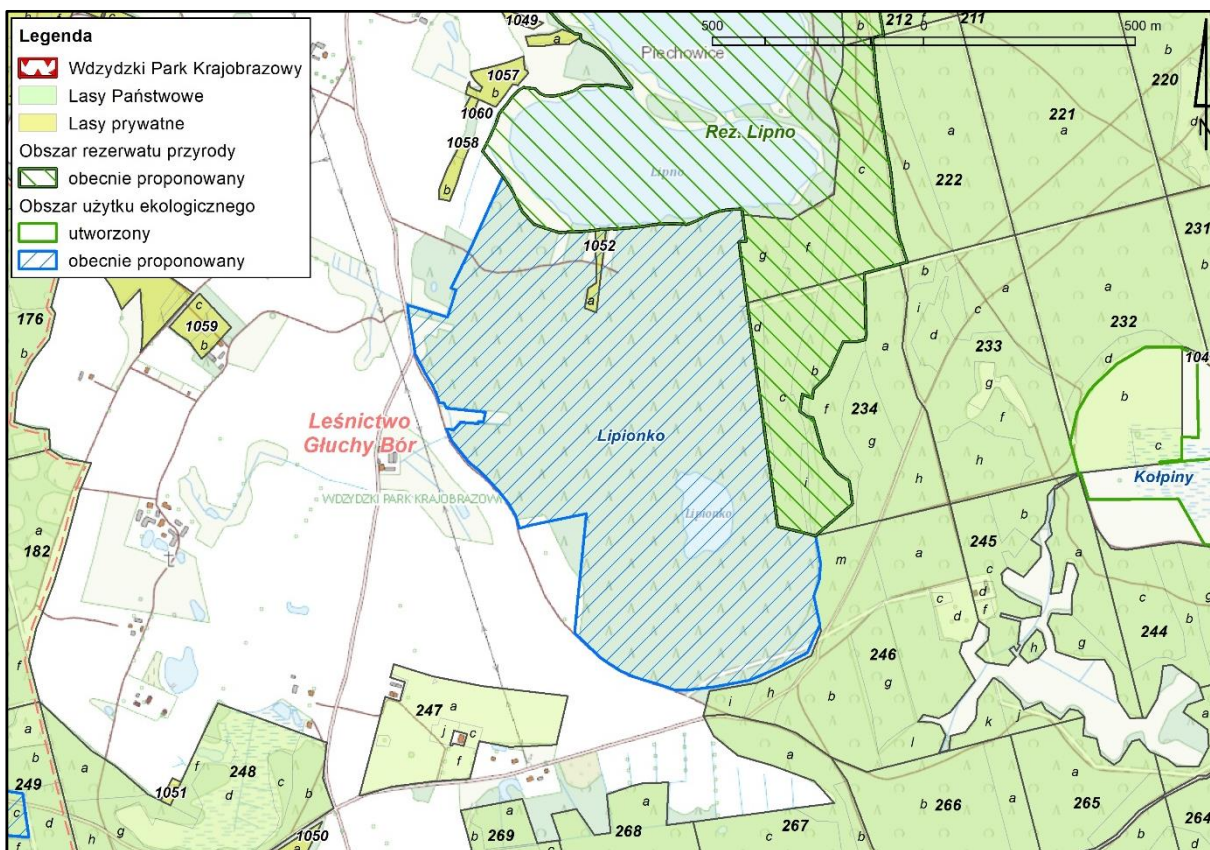 Legenda
Wdzydzki Park Krajobrazowy
Lasy Państwowe
Lasy prywatne
Obszar rezerwatu przyrody
obecnie proponowany
Obszar użytku ekologicznego
utworzony
obecnie proponowany
500 0 500 m
1049
a
212 211
b
f
Piechowice
b
220
d
1057
b
1060
1058
b
221
a
a
Rez. Lipno
Lipno
c
b
222
N
1052
a
g
f
231
b
176
b
c
1059
b
b
i
d
c
a
233
a
232
d
104
d
b
c
f
a
234
g
g
f
b
c
Leśnictwo
Głuchy Bór
Lipionko
h
h
Kołpiny
i
WDZYDZKI PARK KRAJOBRAZOWY
Lipionko
a
182
b
245
m
a
c
a
c
d
f
d
c
b
g
244
f
246
h
g
g
b
h
i
247
a
j
c
f
k
j
l
a
a
b
249
a
1051
f
248
d
c
b
a
a
c
d
g
h
1050
f
a
b
269
c
a
268
267
c
b
266
a
265
a
264
b
b
d